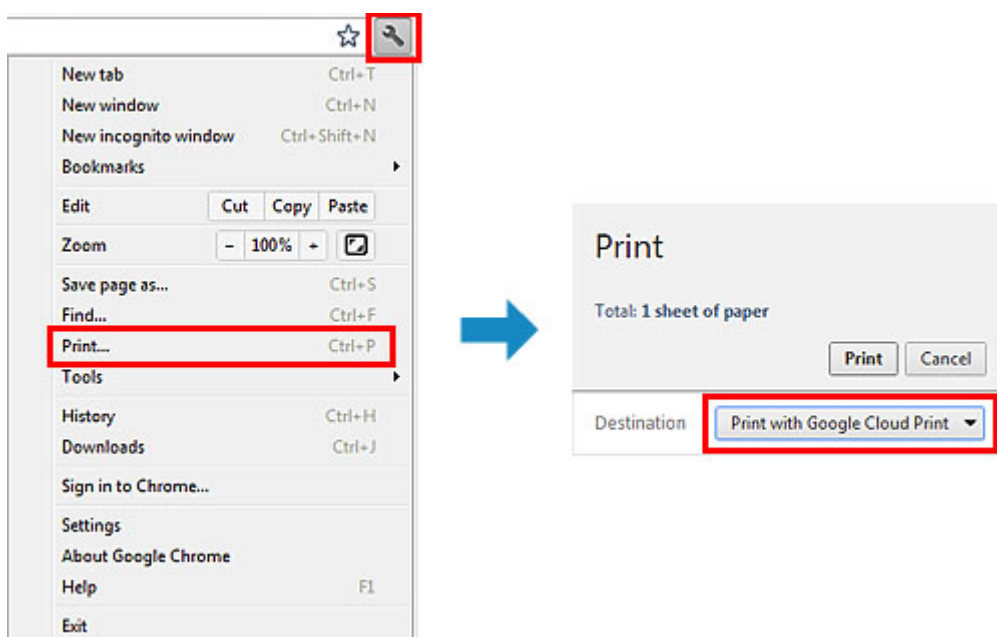 New tab Ctrl+T
New window Ctrl+N
New incognito window Ctrl+Shift+N
Bookmarks
Edit Cut Copy Paste
Zoom - 100% +
Save page as... Ctrl+S
Find... Ctrl+F
Print... Ctrl+P
Tools
History Ctrl+H
Downloads Ctrl+J
Sign in to Chrome...
Settings
About Google Chrome
Help F1
Exit
Print
Total: 1 sheet of paper
Print Cancel
Destination Print with Google Cloud Print